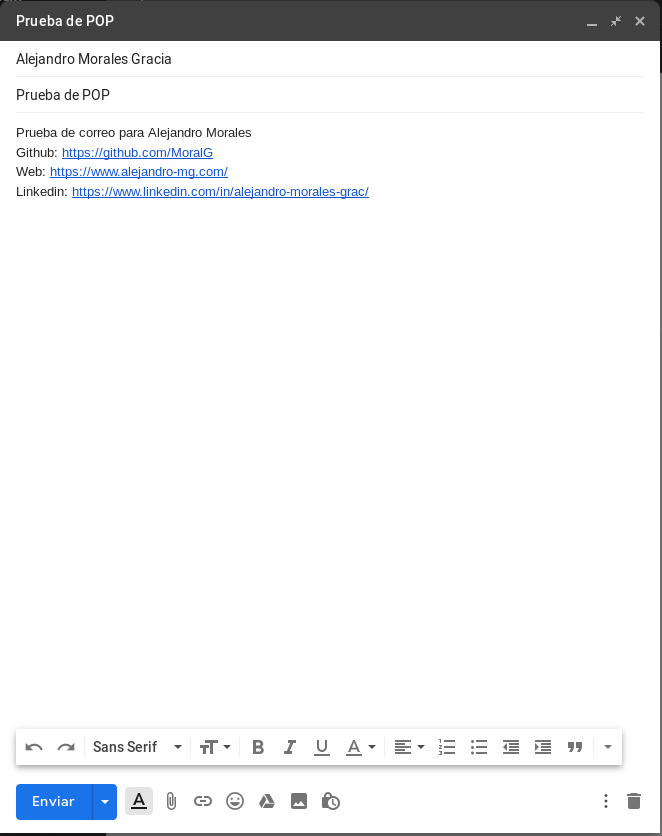 Prueba de POP
Alejandro Morales Gracia
Prueba de POP
Prueba de correo para Alejandro Morales
Github: https://github.com/MoralG
Web: https://www.alejandro-mg.com/
Linkedin: https://www.linkedin.com/in/alejandro-morales-grac/
Sans Serif
Enviar